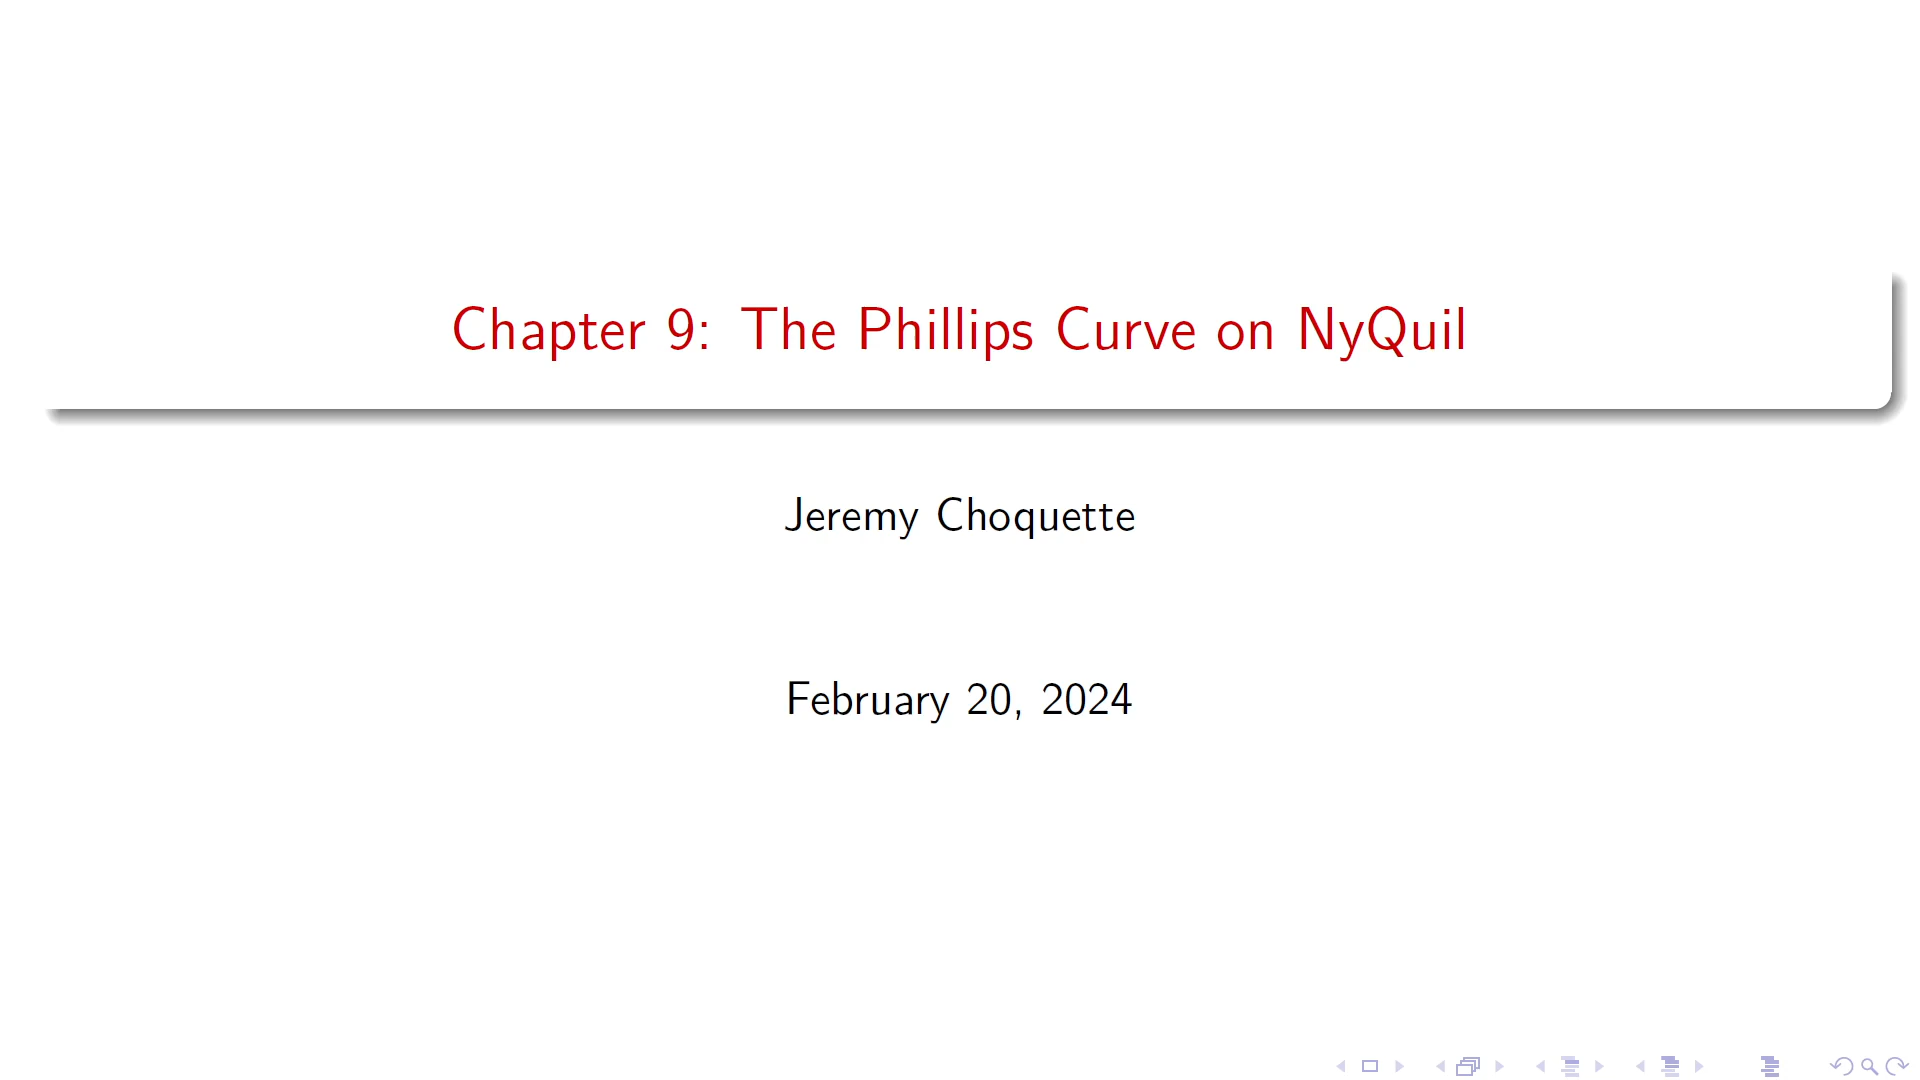 Chapter 9: The Phillips Curve on NyQuil
Jeremy Choquette
February 20, 2024